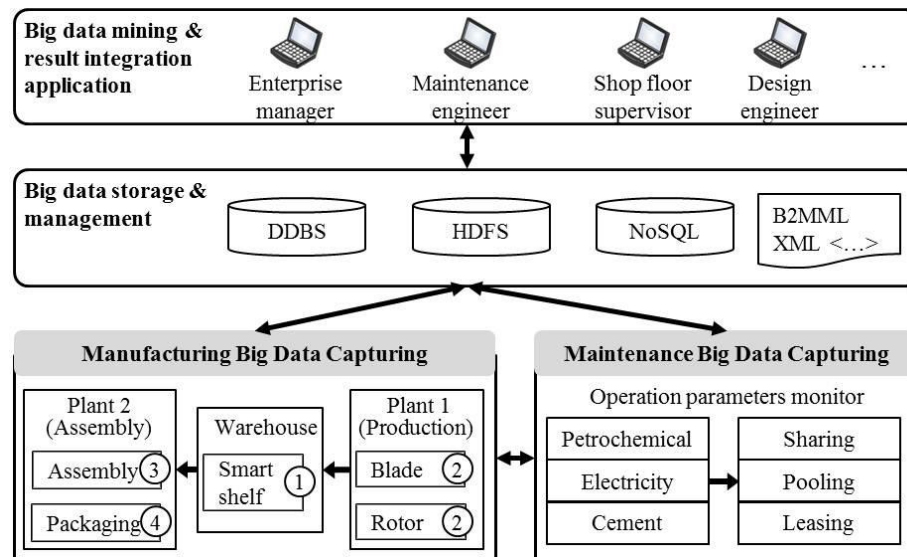 Big data mining &
result integration
application
Enterprise
manager
Maintenance
engineer
Shop floor
supervisor
Design
engineer
…
Big data storage &
management
DDBS
HDFS
NoSQL
B2MML
XML <…>
Manufacturing Big Data Capturing
Plant 2
(Assembly)
Assembly 3
Packaging 4
Warehouse
Smart
shelf
1
Plant 1
(Production)
Blade 2
Rotor 2
Maintenance Big Data Capturing
Operation parameters monitor
Petrochemical
Electricity
Cement
Sharing
Pooling
Leasing